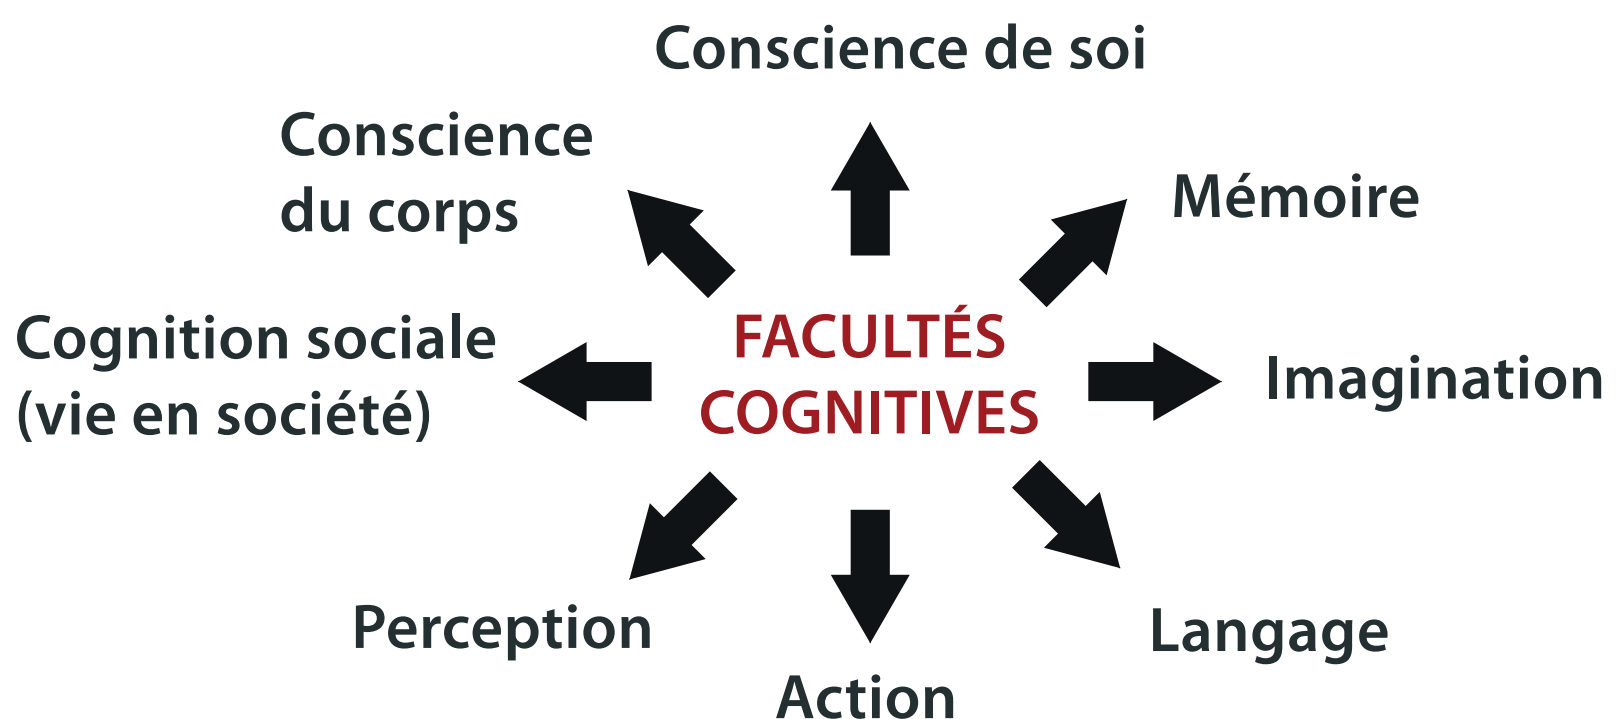 Conscience de soi
Conscience
du corps
Mémoire
Cognition sociale
(vie en société)
FACULTÉS
COGNITIVES
Imagination
Perception
Langage
Action